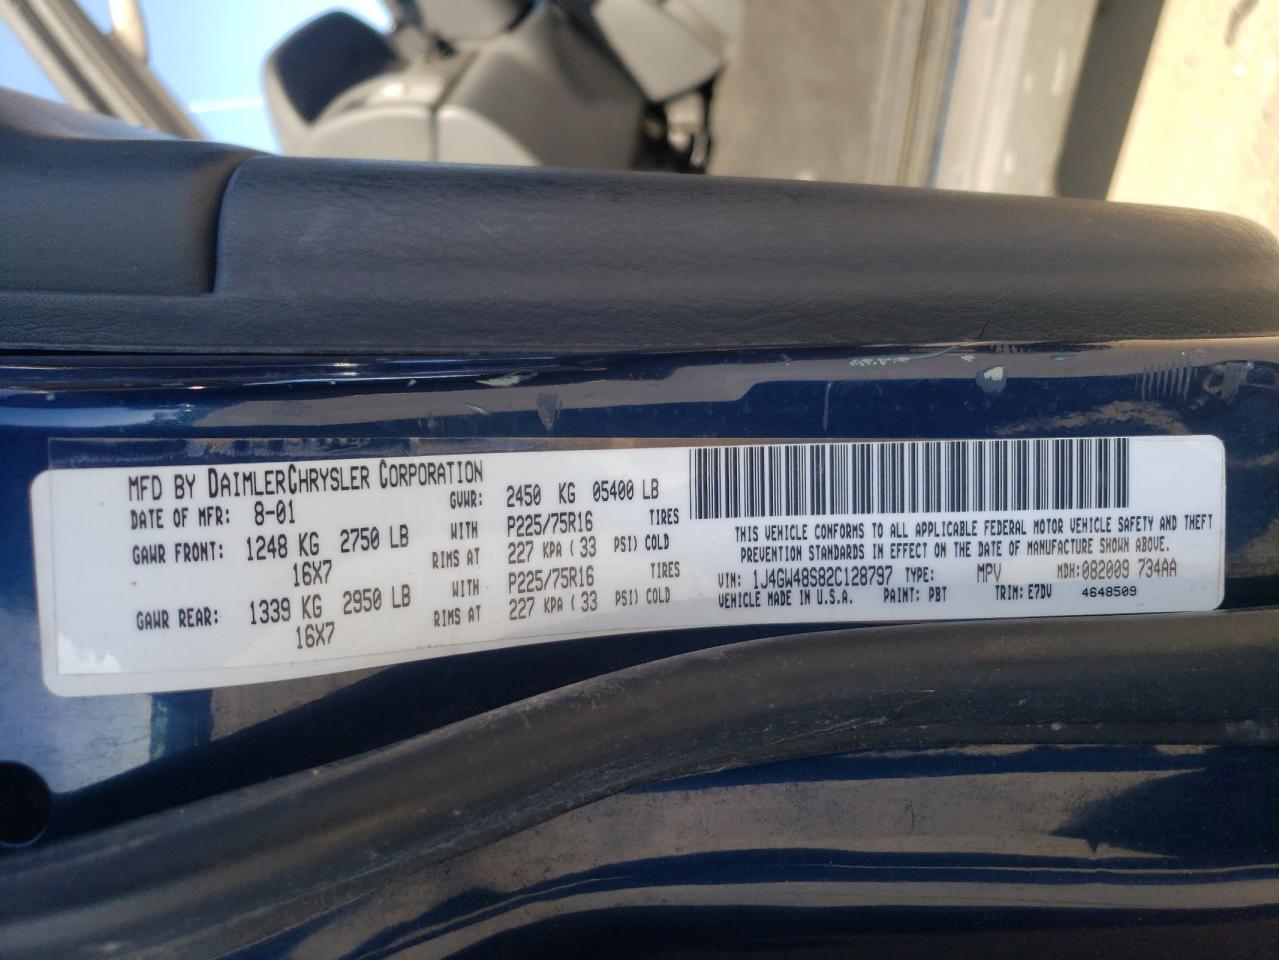 MFD BY DAIMLERCHRYSLER CORPORATION
DATE OF MFR: 8-01 GVWR: 2450 KG 05400 LB
GAWR FRONT: 1248 KG 2750 LB WITH P225/75R16 TIRES
16X7 RIMS AT 227 KPA ( 33 PSI) COLD
GAWR REAR: 1339 KG 2950 LB WITH P225/75R16 TIRES
16X7 RIMS AT 227 KPA ( 33 PSI) COLD
THIS VEHICLE CONFORMS TO ALL APPLICABLE FEDERAL MOTOR VEHICLE SAFETY AND THEFT
PREVENTION STANDARDS IN EFFECT ON THE DATE OF MANUFACTURE SHOWN ABOVE.
VIN: 1J4GW48S82C128797 TYPE: MPV MDH:082009 734AA
VEHICLE MADE IN U.S.A. PAINT: PBT TRIM: E7DV 4648509